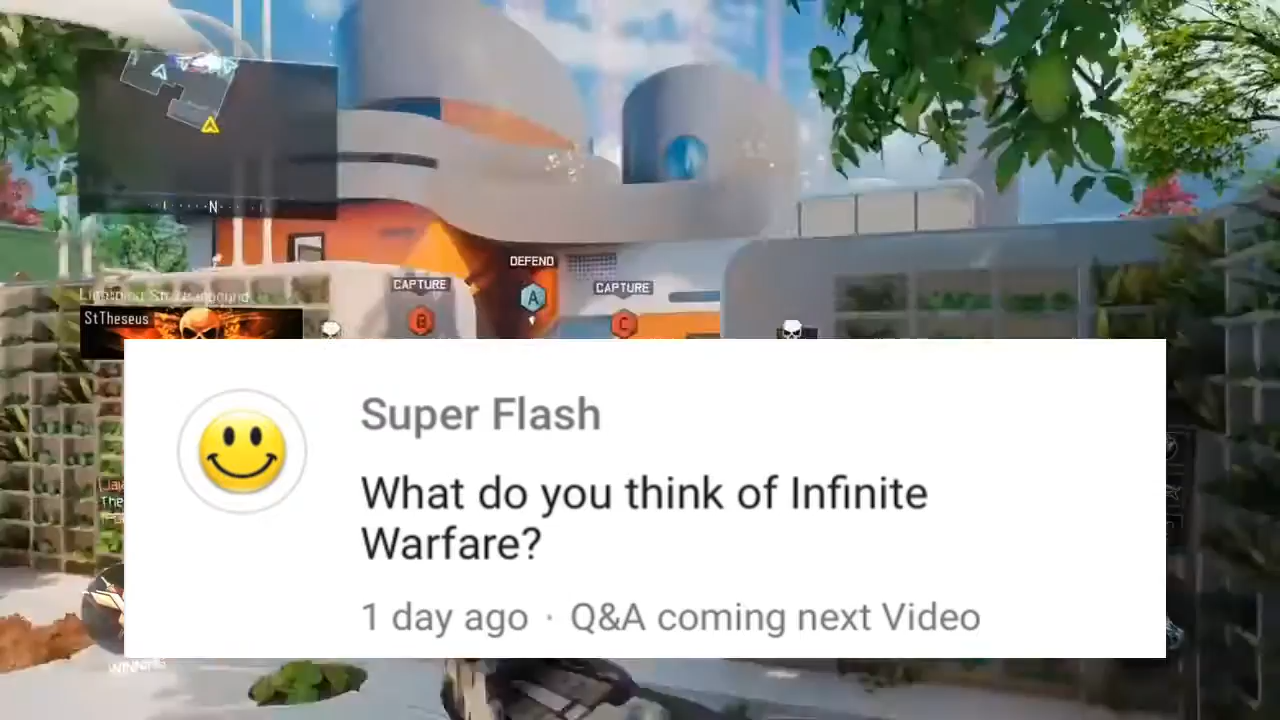 N
DEFEND
A
CAPTURE
B
CAPTURE
C
StTheseus
Super Flash
What do you think of Infinite
Warfare?
1 day ago · Q&A coming next Video